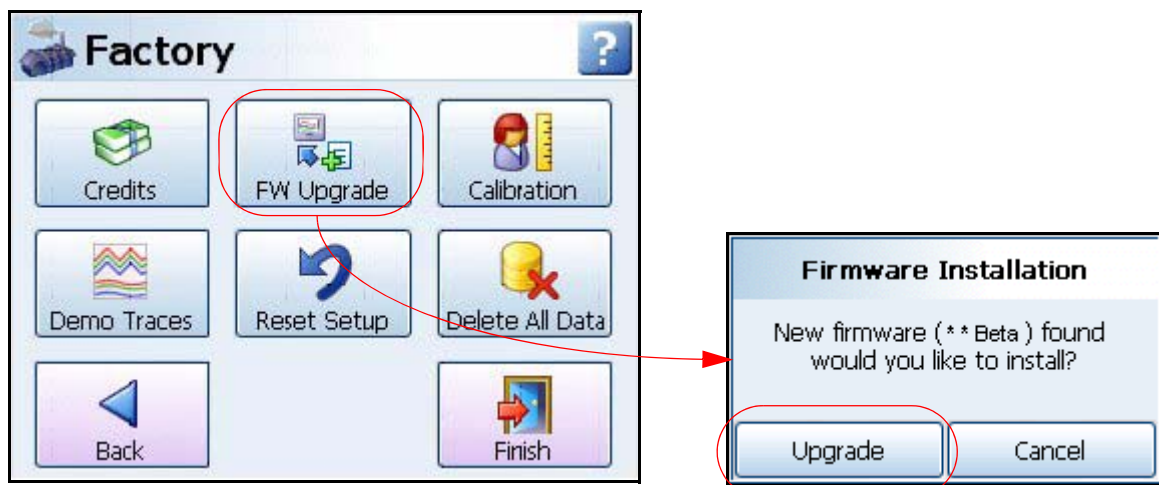 Factory
?
Credits
FW Upgrade
Calibration
Demo Traces
Reset Setup
Delete All Data
Back
Finish
Firmware Installation
New firmware (**Beta) found
would you like to install?
Upgrade
Cancel